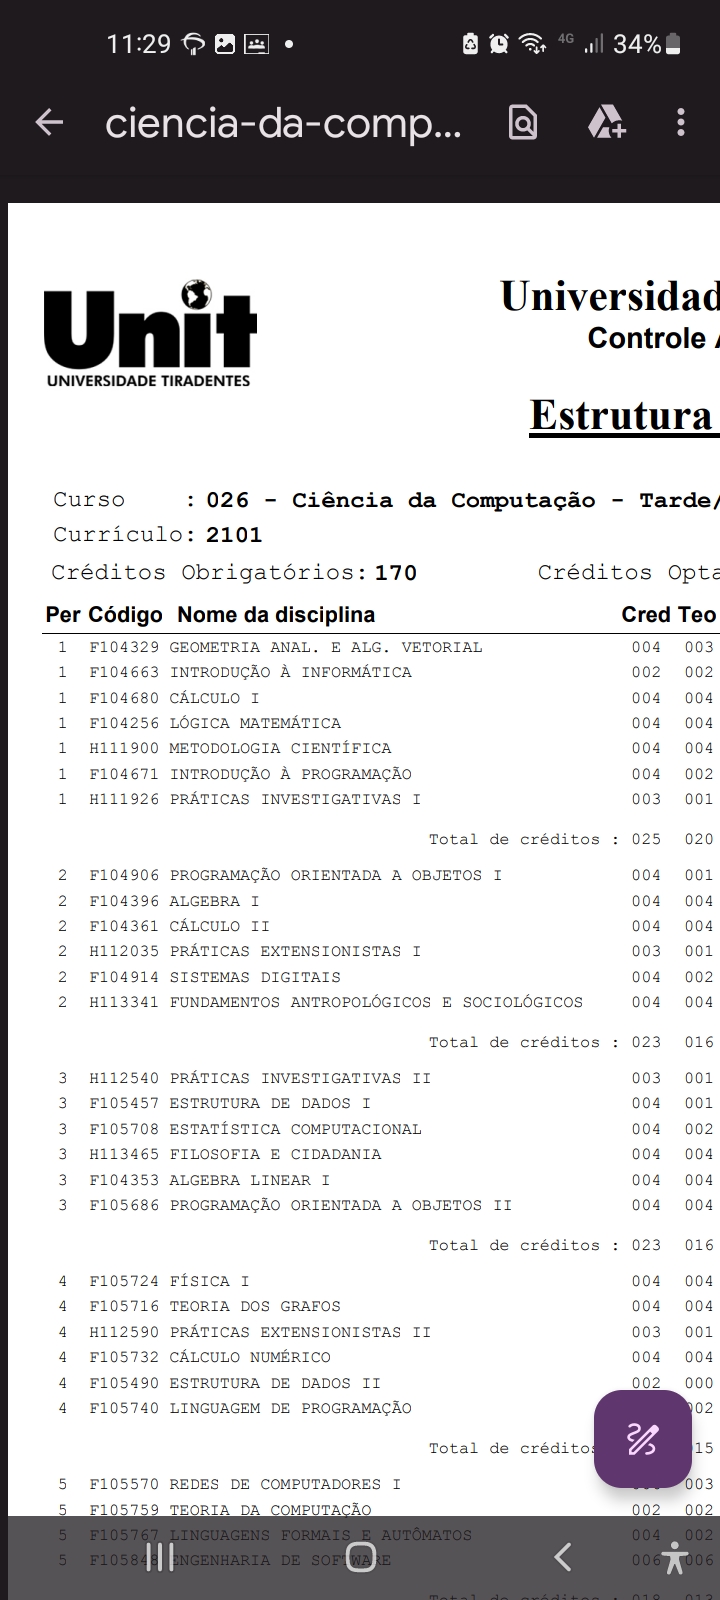 11:29 4G 34%
ciencia-da-comp...
Unit
UNIVERSIDADE TIRADENTES
Universidad
Controle A
Estrutura
Curso : 026 - Ciência da Computação - Tarde/
Currículo: 2101
Créditos Obrigatórios: 170 Créditos Opta
Per Código Nome da disciplina Cred Teo
1 F104329 GEOMETRIA ANAL. E ALG. VETORIAL 004 003
1 F104663 INTRODUÇÃO À INFORMÁTICA 002 002
1 F104680 CÁLCULO I 004 004
1 F104256 LÓGICA MATEMÁTICA 004 004
1 H111900 METODOLOGIA CIENTÍFICA 004 004
1 F104671 INTRODUÇÃO À PROGRAMAÇÃO 004 002
1 H111926 PRÁTICAS INVESTIGATIVAS I 003 001
Total de créditos : 025 020
2 F104906 PROGRAMAÇÃO ORIENTADA A OBJETOS I 004 001
2 F104396 ALGEBRA I 004 004
2 F104361 CÁLCULO II 004 004
2 H112035 PRÁTICAS EXTENSIONISTAS I 003 001
2 F104914 SISTEMAS DIGITAIS 004 002
2 H113341 FUNDAMENTOS ANTROPOLÓGICOS E SOCIOLÓGICOS 004 004
Total de créditos : 023 016
3 H112540 PRÁTICAS INVESTIGATIVAS II 003 001
3 F105457 ESTRUTURA DE DADOS I 004 001
3 F105708 ESTATÍSTICA COMPUTACIONAL 004 002
3 H113465 FILOSOFIA E CIDADANIA 004 004
3 F104353 ALGEBRA LINEAR I 004 004
3 F105686 PROGRAMAÇÃO ORIENTADA A OBJETOS II 004 004
Total de créditos : 023 016
4 F105724 FÍSICA I 004 004
4 F105716 TEORIA DOS GRAFOS 004 004
4 H112590 PRÁTICAS EXTENSIONISTAS II 003 001
4 F105732 CÁLCULO NUMÉRICO 004 004
4 F105490 ESTRUTURA DE DADOS II 002 000
4 F105740 LINGUAGEM DE PROGRAMAÇÃO 02
Total de créditos 15
5 F105570 REDES DE COMPUTADORES I 003
5 F105759 TEORIA DA COMPUTAÇÃO 002 002
5 F105767 LINGUAGENS FORMAIS E AUTÔMATOS 004 002
5 F105848 ENGENHARIA DE SOFTWARE 006 006
Total de créditos : 018 013